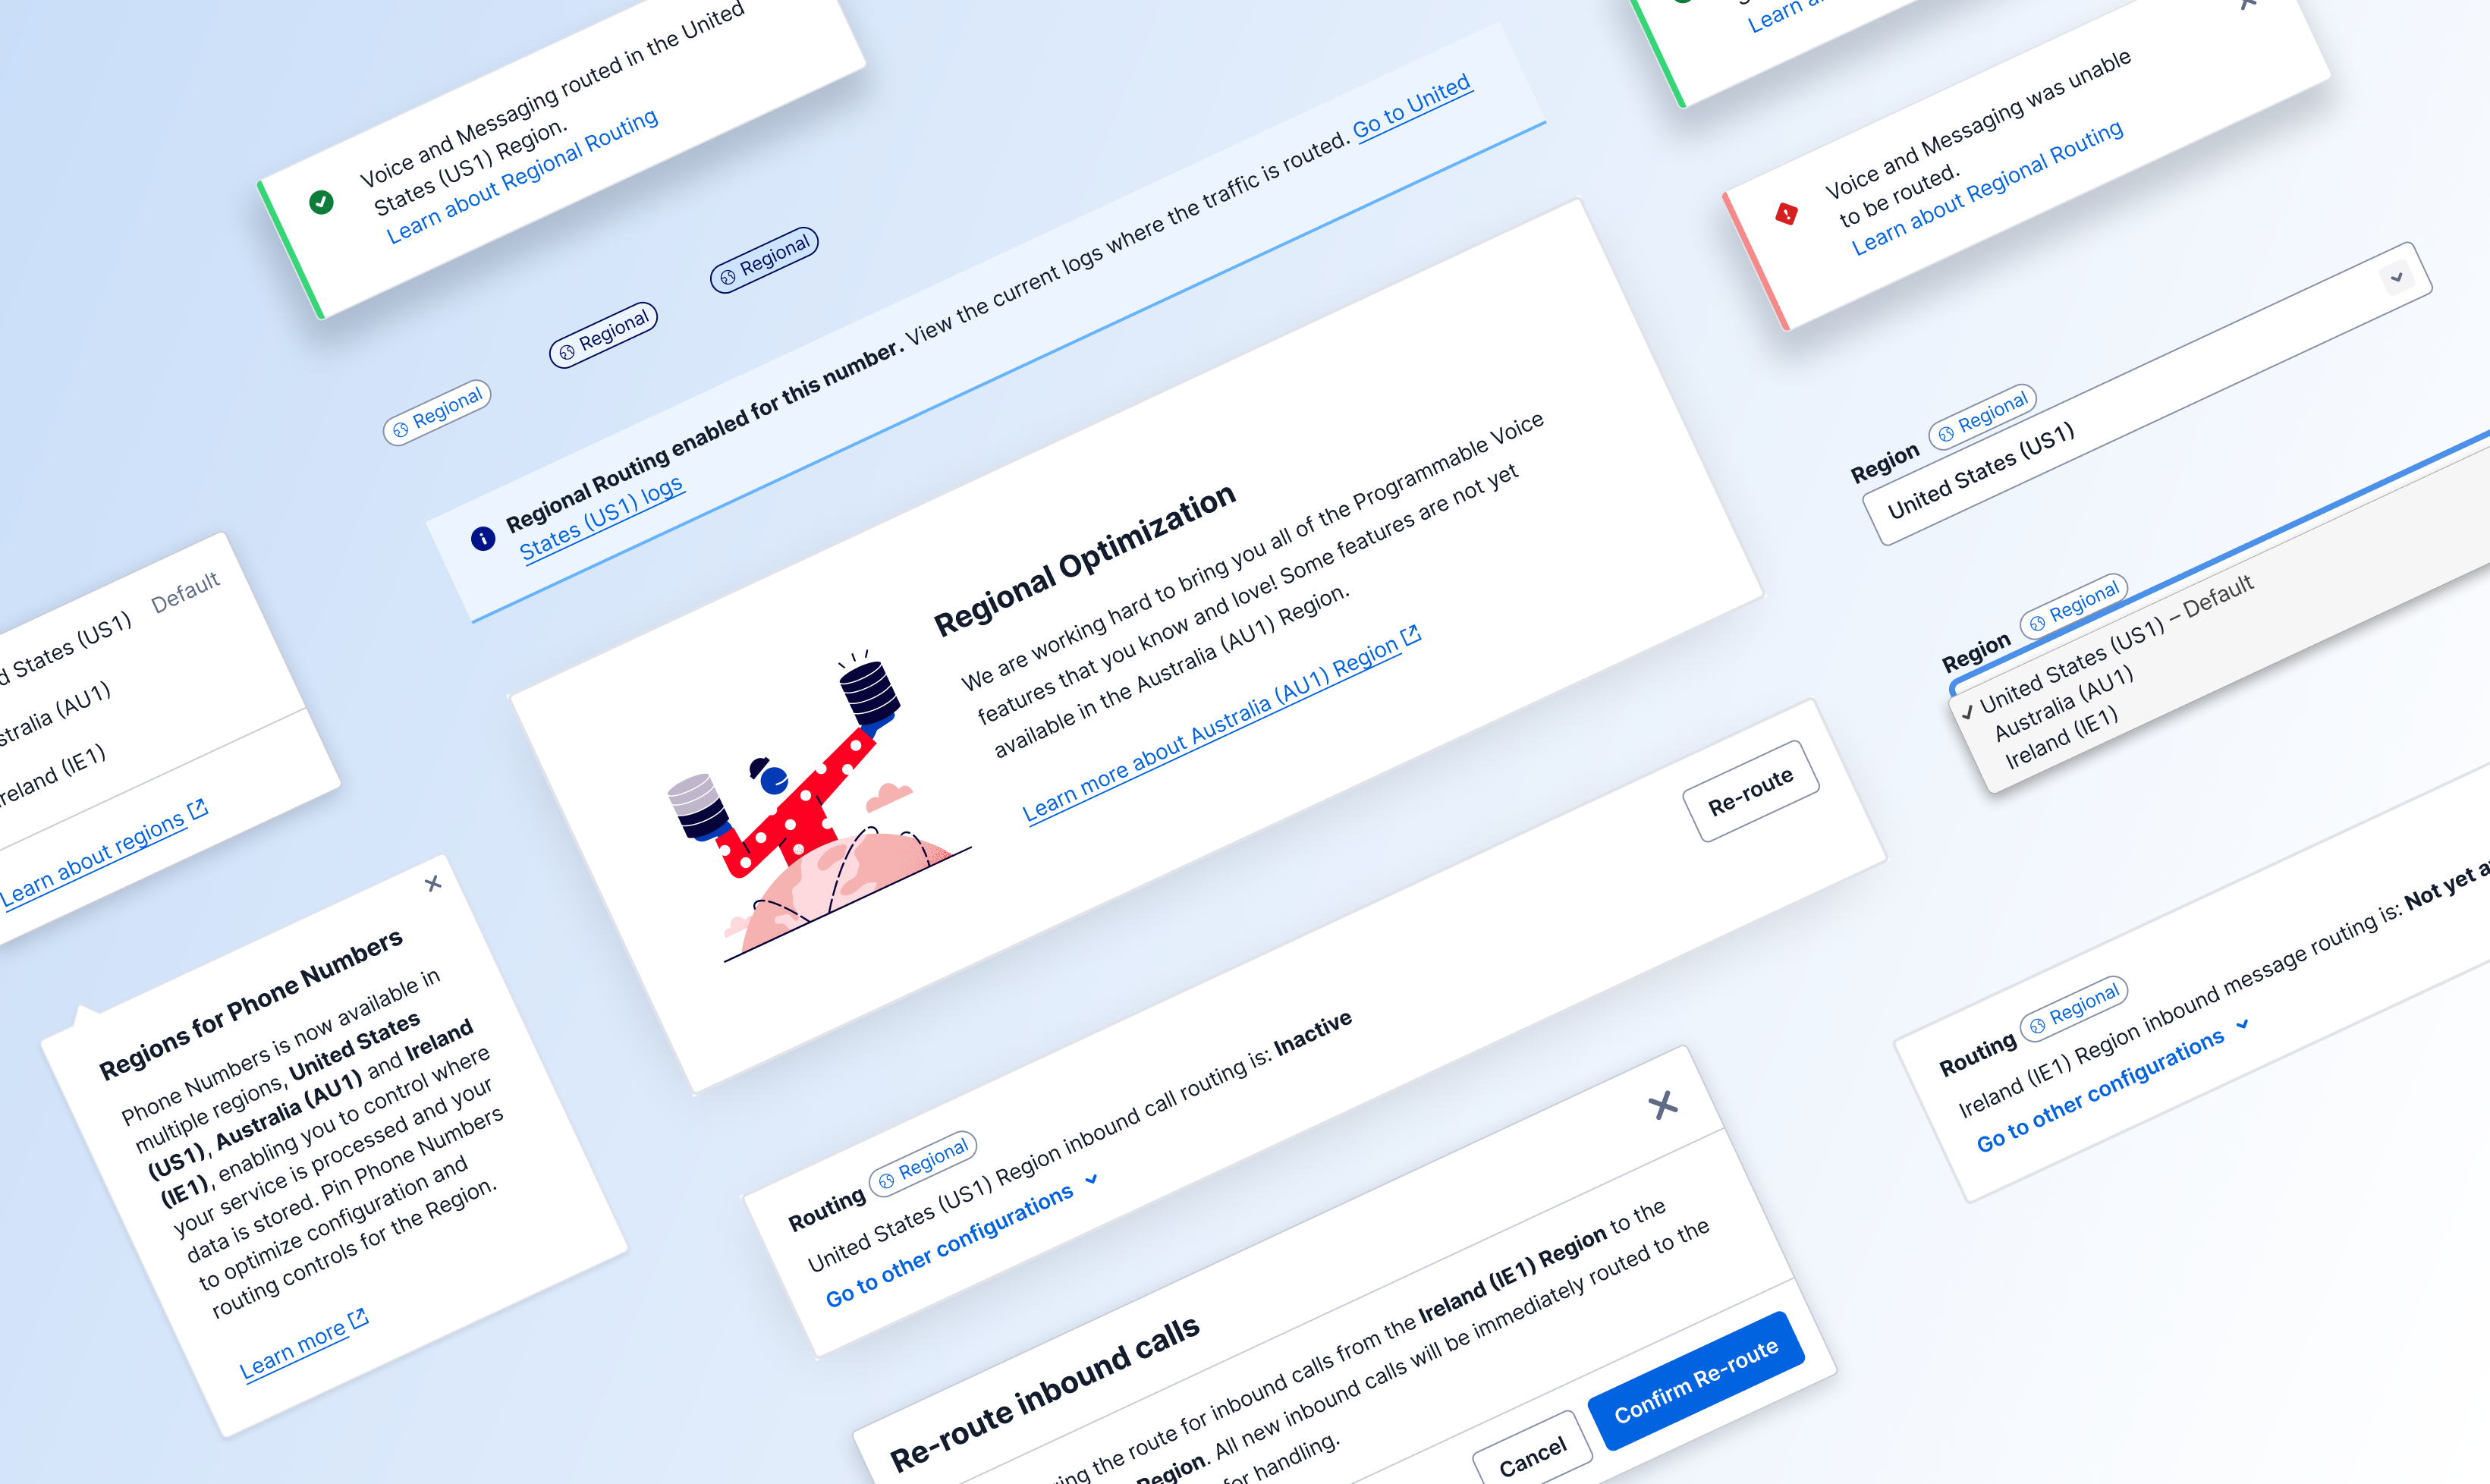 Voice and Messaging routed in the United
States (US1) Region.
Learn about Regional Routing
Regional
Regional
Regional
Regional Routing enabled for this number. View the current logs where the traffic is routed. Go to United
States (US1) logs
Voice and Messaging was unable
to be routed.
Learn about Regional Routing
Region Regional
United States (US1)
Region Regional
✓ United States (US1) – Default
Australia (AU1)
Ireland (IE1)
States (US1) Default
(AU1)
(IE1)
Learn about regions
Regional Optimization
We are working hard to bring you all of the Programmable Voice
features that you know and love! Some features are not yet
available in the Australia (AU1) Region.
Learn more about Australia (AU1) Region
Regions for Phone Numbers
Phone Numbers is now available in
multiple regions, United States
(US1), Australia (AU1) and Ireland
(IE1), enabling you to control where
your service is processed and your
data is stored. Pin Phone Numbers
to optimize configuration and
routing controls for the Region.
Learn more
Re-route
Routing Regional
United States (US1) Region inbound call routing is: Inactive
Go to other configurations
Routing Regional
Ireland (IE1) Region inbound message routing is: Not yet
Go to other configurations
Re-route inbound calls
the route for inbound calls from the Ireland (IE1) Region to the
Region. All new inbound calls will be immediately routed to the
for handling.
Cancel
Confirm Re-route